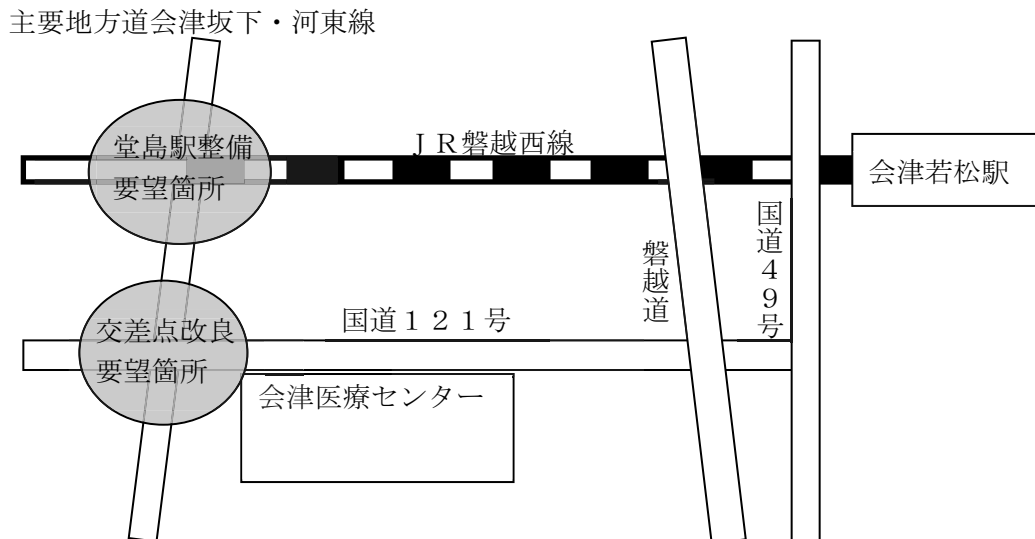 主要地方道会津坂下・河東線
堂島駅整備
要望箇所
ＪＲ磐越西線
会津若松駅
国道４９号
磐越道
国道１２１号
交差点改良
要望箇所
会津医療センター